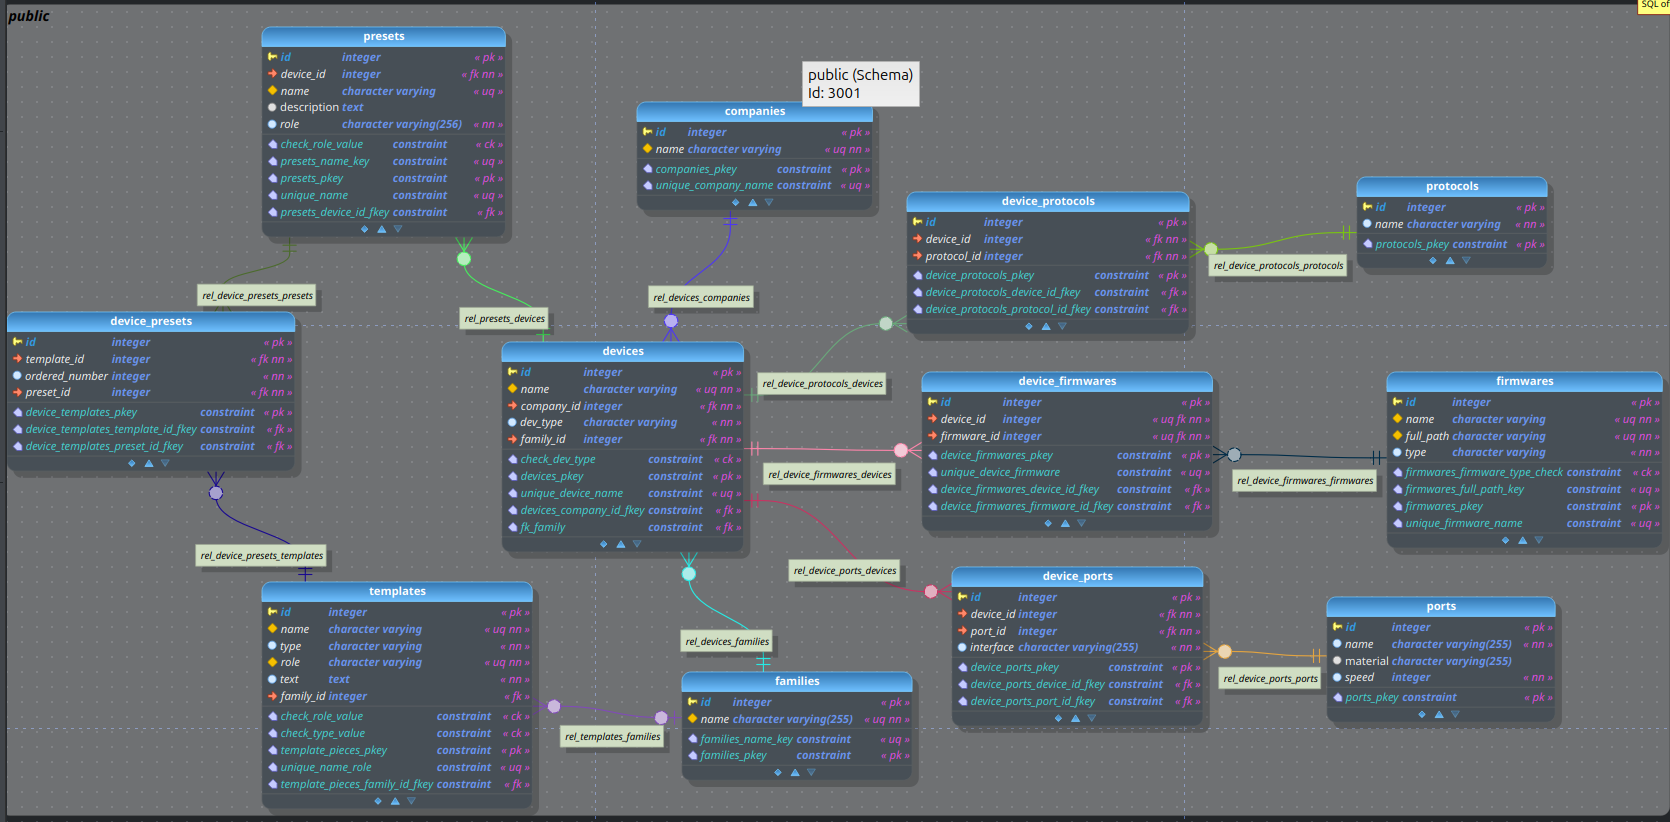 public
SQL of
presets
id integer « pk »
device_id integer « fk nn »
name character varying « uq »
description text
role character varying(256) « nn »
check_role_value constraint « ck »
presets_name_key constraint « uq »
presets_pkey constraint « pk »
unique_name constraint « uq »
presets_device_id_fkey constraint « fk »
public (Schema)
Id: 3001
companies
id integer « pk »
name character varying « uq nn »
companies_pkey constraint « pk »
unique_company_name constraint « uq »
device_protocols
id integer « pk »
device_id integer « fk nn »
protocol_id integer « fk nn »
device_protocols_pkey constraint « pk »
device_protocols_device_id_fkey constraint « fk »
device_protocols_protocol_id_fkey constraint « fk »
protocols
id integer « pk »
name character varying « nn »
protocols_pkey constraint « pk »
rel_device_protocols_protocols
rel_device_presets_presets
rel_presets_devices
rel_devices_companies
device_presets
id integer « pk »
template_id integer « fk nn »
ordered_number integer « nn »
preset_id integer « fk nn »
device_templates_pkey constraint « pk »
device_templates_template_id_fkey constraint « fk »
device_templates_preset_id_fkey constraint « fk »
devices
id integer « pk »
name character varying « uq nn »
company_id integer « fk nn »
dev_type character varying « nn »
family_id integer « fk nn »
check_dev_type constraint « ck »
devices_pkey constraint « pk »
unique_device_name constraint « uq »
devices_company_id_fkey constraint « fk »
fk_family constraint « fk »
rel_device_protocols_devices
device_firmwares
id integer « pk »
device_id integer « uq fk nn »
firmware_id integer « uq fk nn »
device_firmwares_pkey constraint « pk »
unique_device_firmware constraint « uq »
device_firmwares_device_id_fkey constraint « fk »
device_firmwares_firmware_id_fkey constraint « fk »
firmwares
id integer « pk »
name character varying « uq nn »
full_path character varying « uq nn »
type character varying « nn »
firmwares_firmware_type_check constraint « ck »
firmwares_full_path_key constraint « uq »
firmwares_pkey constraint « pk »
unique_firmware_name constraint « uq »
rel_device_firmwares_devices
rel_device_firmwares_firmwares
rel_device_presets_templates
rel_device_ports_devices
templates
id integer « pk »
name character varying « uq nn »
type character varying « nn »
role character varying « uq nn »
text text « nn »
family_id integer « fk »
check_role_value constraint « ck »
check_type_value constraint « ck »
template_pieces_pkey constraint « pk »
unique_name_role constraint « uq »
template_pieces_family_id_fkey constraint « fk »
rel_devices_families
rel_templates_families
families
id integer « pk »
name character varying(255) « uq nn »
families_name_key constraint « uq »
families_pkey constraint « pk »
device_ports
id integer « pk »
device_id integer « fk nn »
port_id integer « fk nn »
interface character varying(255) « nn »
device_ports_pkey constraint « pk »
device_ports_device_id_fkey constraint « fk »
device_ports_port_id_fkey constraint « fk »
rel_device_ports_ports
ports
id integer « pk »
name character varying(255) « nn »
material character varying(255)
speed integer « nn »
ports_pkey constraint « pk »